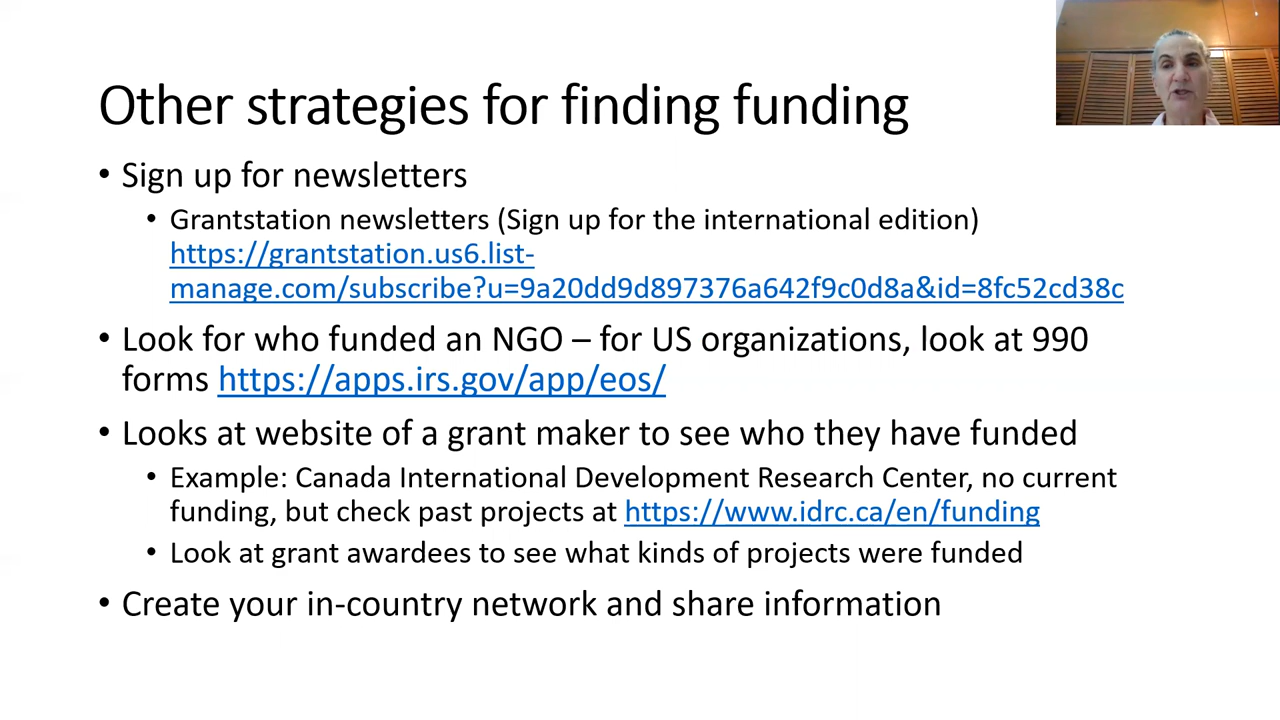 Other strategies for finding funding
• Sign up for newsletters
• Grantstation newsletters (Sign up for the international edition)
https://grantstation.us6.list-
manage.com/subscribe?u=9a20dd9d897376a642f9c0d8a&id=8fc52cd38c
• Look for who funded an NGO – for US organizations, look at 990
forms https://apps.irs.gov/app/eos/
• Looks at website of a grant maker to see who they have funded
• Example: Canada International Development Research Center, no current
funding, but check past projects at https://www.idrc.ca/en/funding
• Look at grant awardees to see what kinds of projects were funded
• Create your in-country network and share information